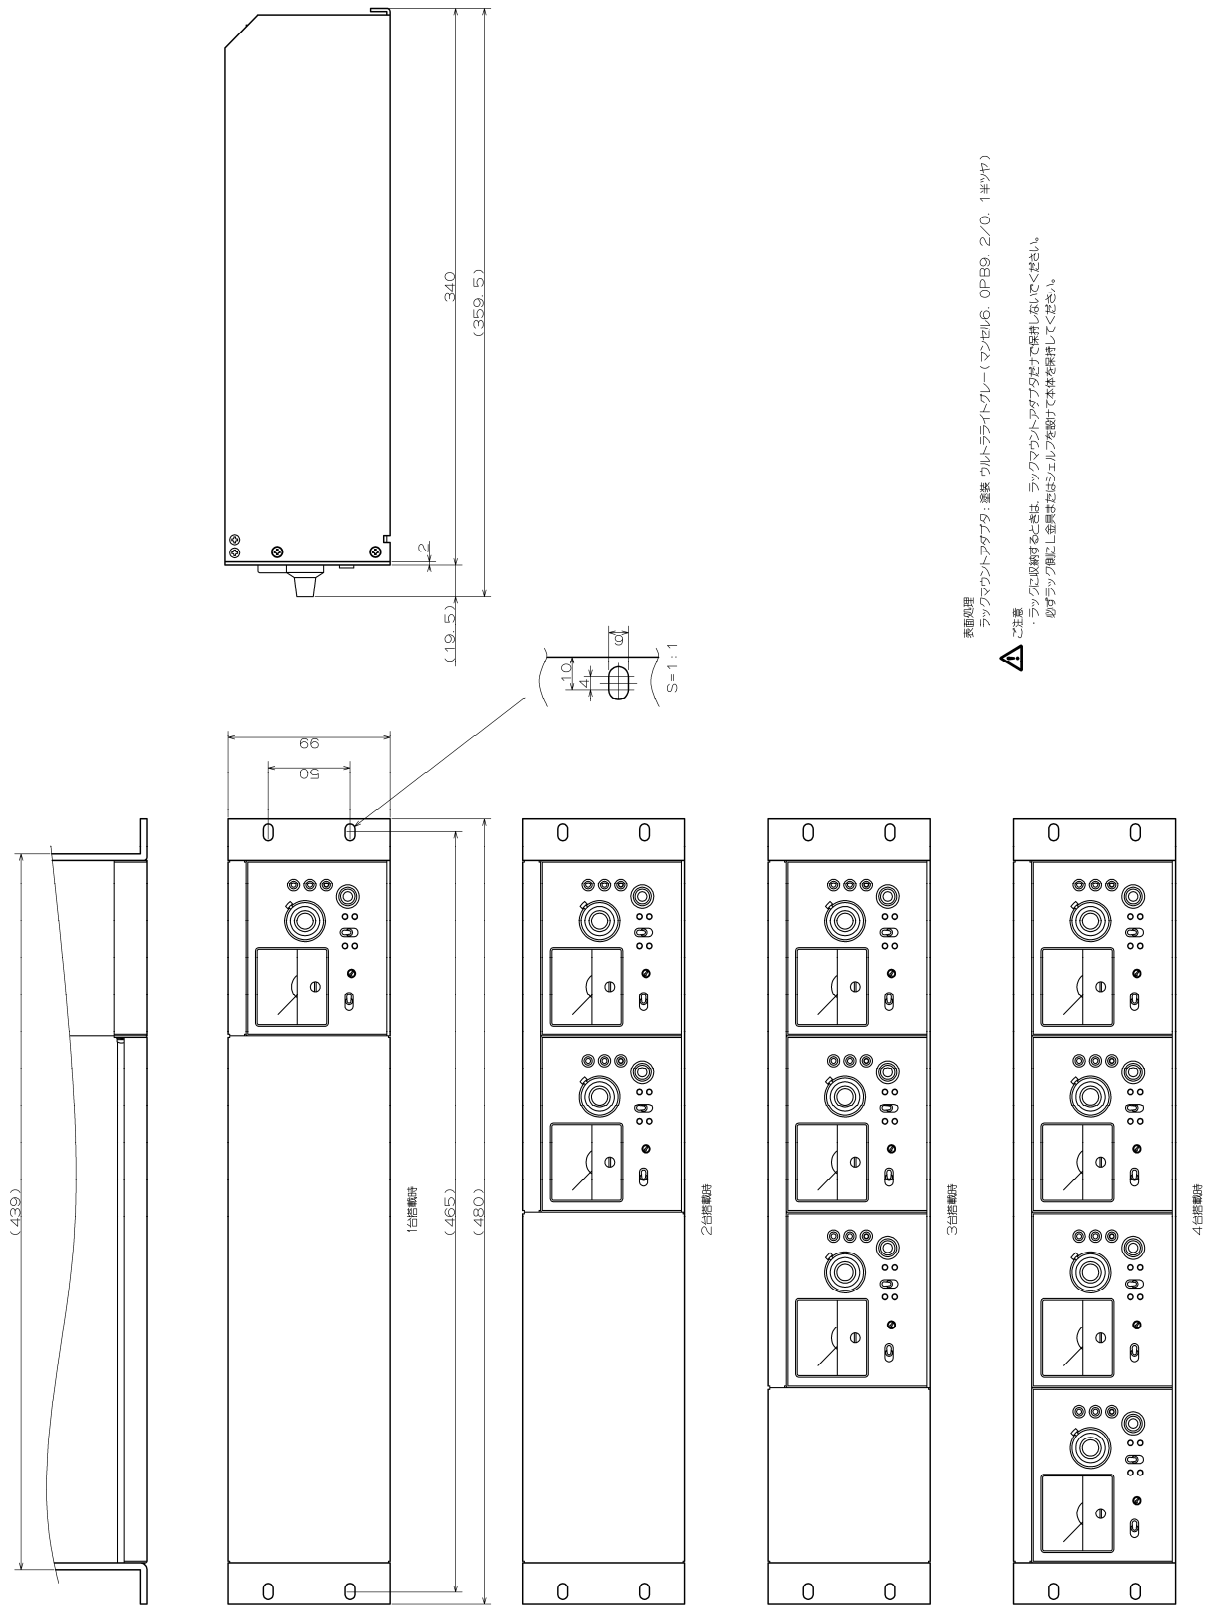 (439)
99
50
1台搭載時
(465)
(480)
2台搭載時
3台搭載時
4台搭載時
340
(359.5)
2
(19.5)
10
4
6
S=1:1
表面処理
ラックマウントアダプタ:塗装 ウルトラライトグレー(マンセル6.0PB9.2/0.1半ツヤ)
ご注意
・ラックに収納するときは、ラックマウントアダプタだけで保持しないでください。
必ずラック側にL金具またはシェルフを設けて本体を保持してください。